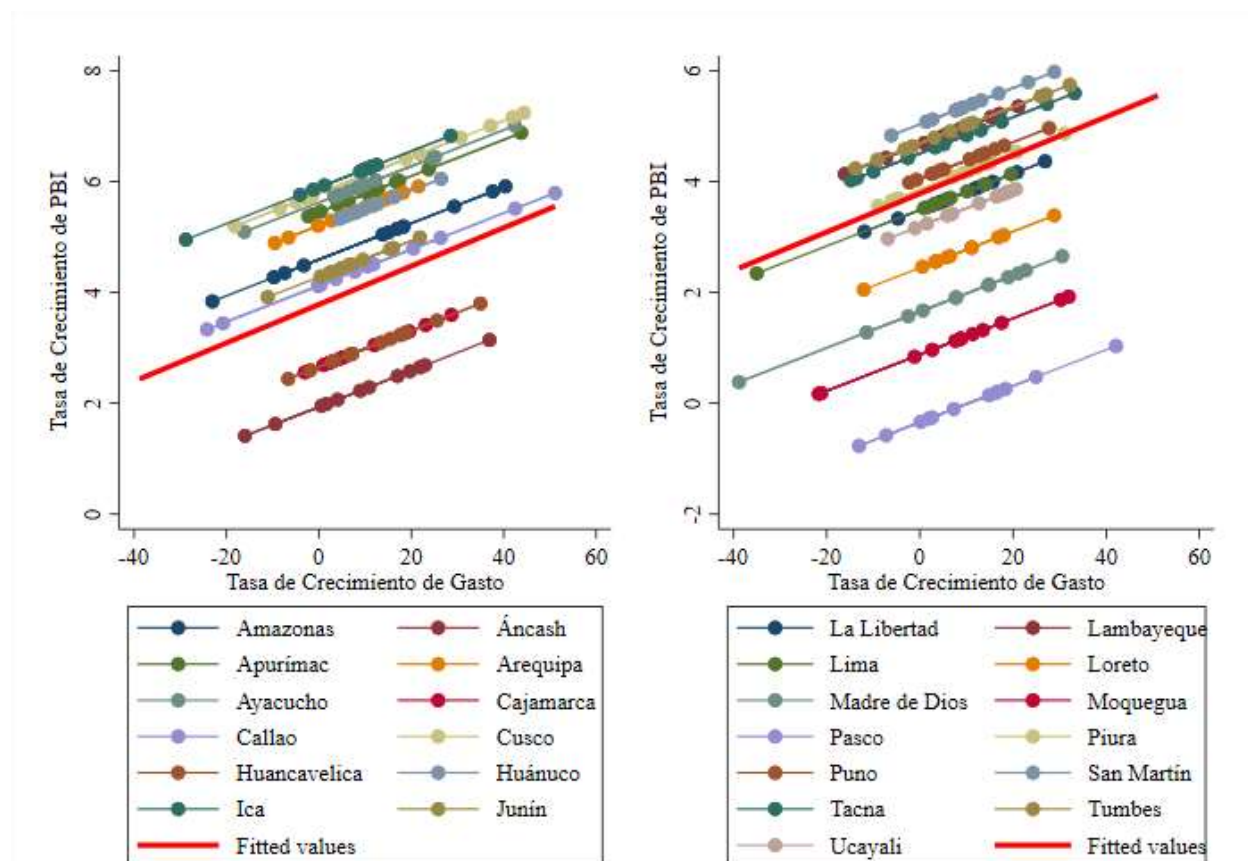 8
6
4
2
0
Tasa de Crecimiento de PBI
-40 -20 0 20 40 60
Tasa de Crecimiento de Gasto
Amazonas Áncash
Apurímac Arequipa
Ayacucho Cajamarca
Callao Cusco
Huancavelica Huánuco
Ica Junín
Fitted values
6
4
2
0
-2
Tasa de Crecimiento de PBI
-40 -20 0 20 40 60
Tasa de Crecimiento de Gasto
La Libertad Lambayeque
Lima Loreto
Madre de Dios Moquegua
Pasco Piura
Puno San Martín
Tacna Tumbes
Ucayali Fitted values